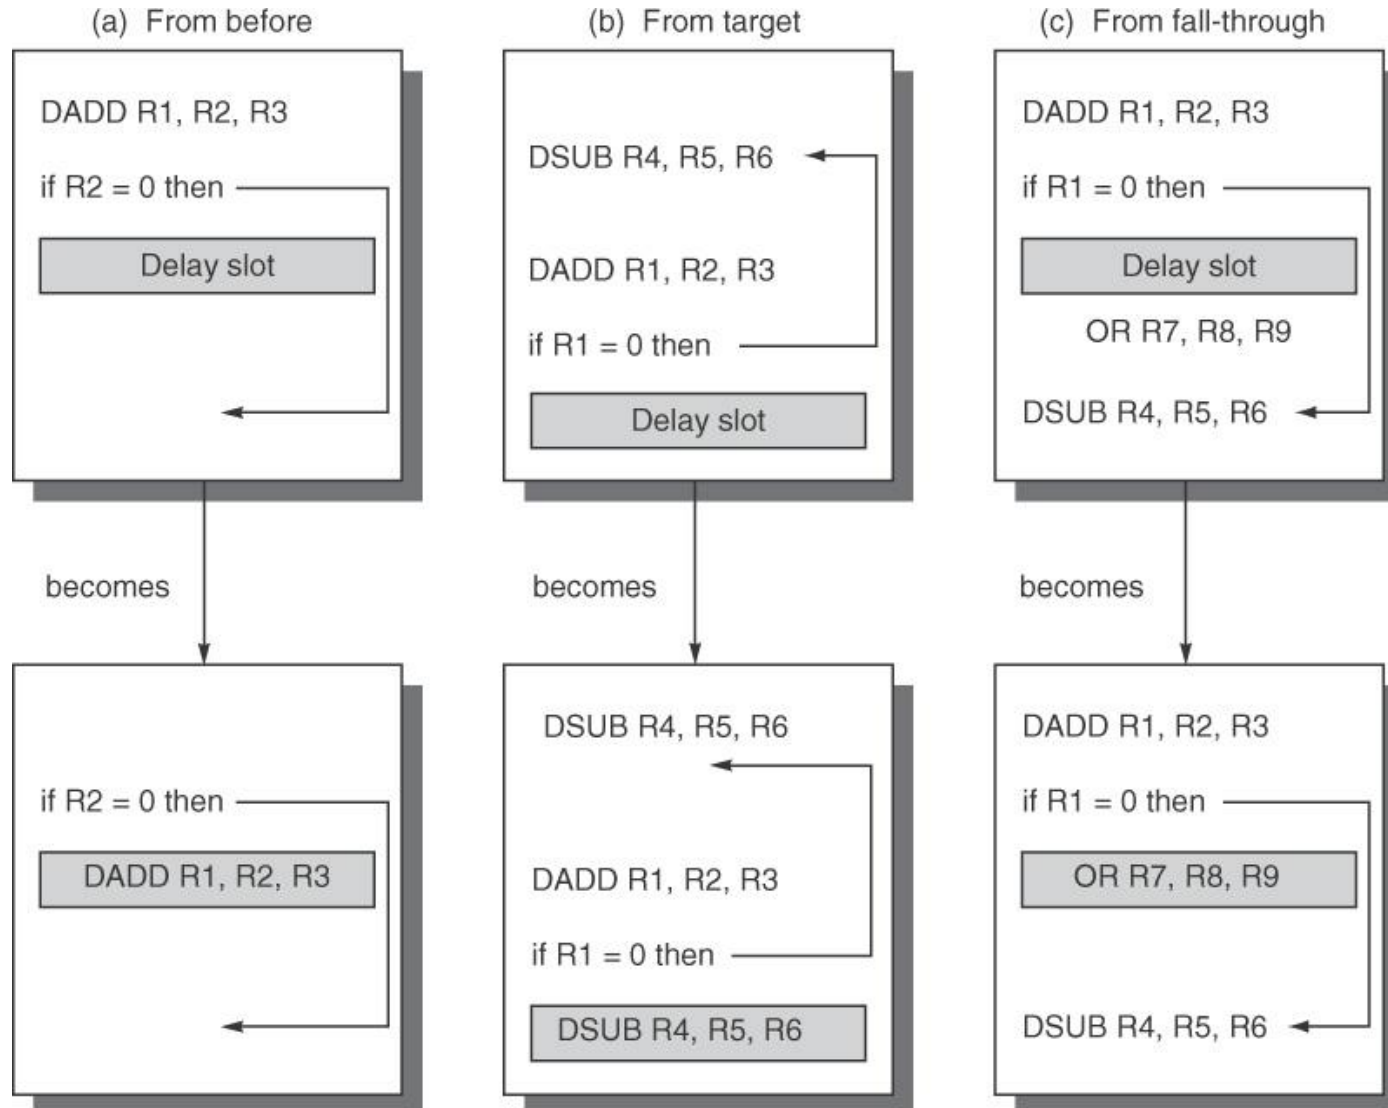 (a) From before
DADD R1, R2, R3
if R2 = 0 then
Delay slot
becomes
if R2 = 0 then
DADD R1, R2, R3
(b) From target
DSUB R4, R5, R6
DADD R1, R2, R3
if R1 = 0 then
Delay slot
becomes
DSUB R4, R5, R6
DADD R1, R2, R3
if R1 = 0 then
DSUB R4, R5, R6
(c) From fall-through
DADD R1, R2, R3
if R1 = 0 then
Delay slot
OR R7, R8, R9
DSUB R4, R5, R6
becomes
DADD R1, R2, R3
if R1 = 0 then
OR R7, R8, R9
DSUB R4, R5, R6